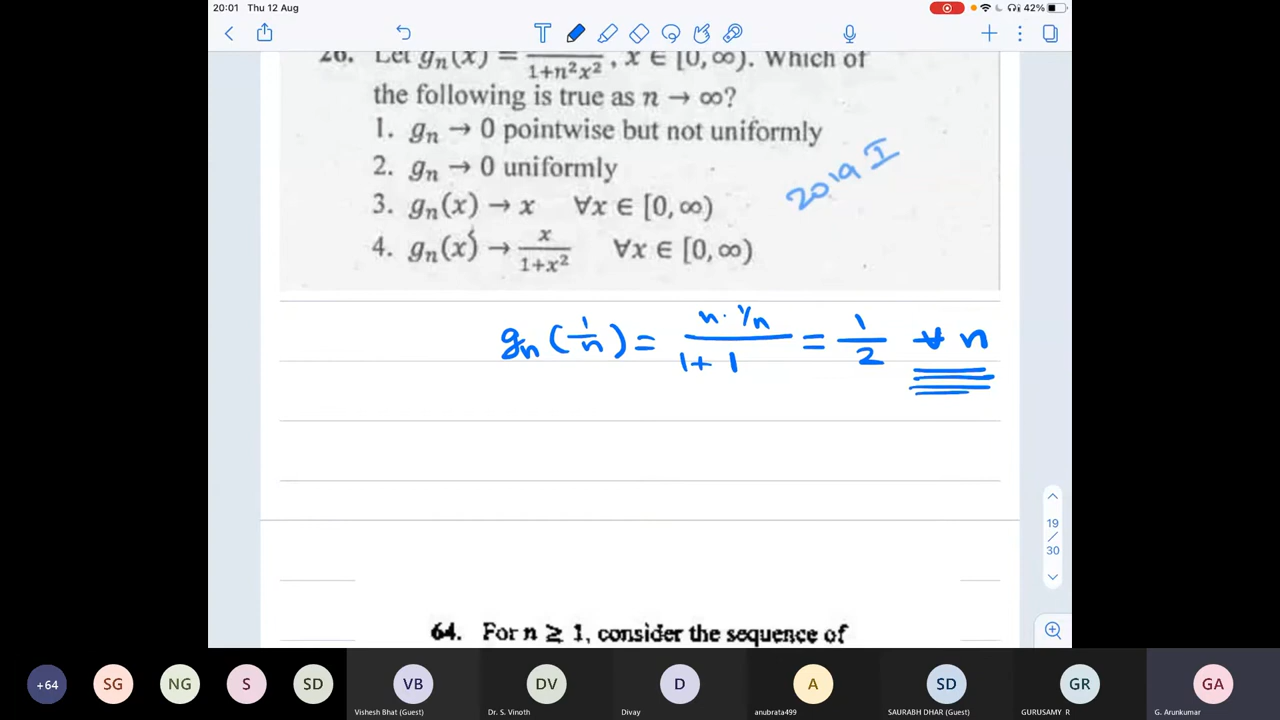 20:01 Thu 12 Aug
42%
26. Let gₙ(x) = /(1+n²x²), x ∈ [0, ∞). Which of
the following is true as n → ∞?
1. gₙ → 0 pointwise but not uniformly
2. gₙ → 0 uniformly
3. gₙ(x) → x ∀x ∈ [0, ∞)
4. gₙ(x) → x/(1+x²) ∀x ∈ [0, ∞)
2019 I
gₙ(1/n) = (n · 1/n)/(1+1) = 1/2 ∀ n
19
/
30
64. For n ≥ 1, consider the sequence of
+64 SG NG S SD VB DV D A SD GR GA
Vishesh Bhat (Guest) Dr. S. Vinoth Divay anubrata499 SAURABH DHAR (Guest) GURUSAMY R G. Arunkumar